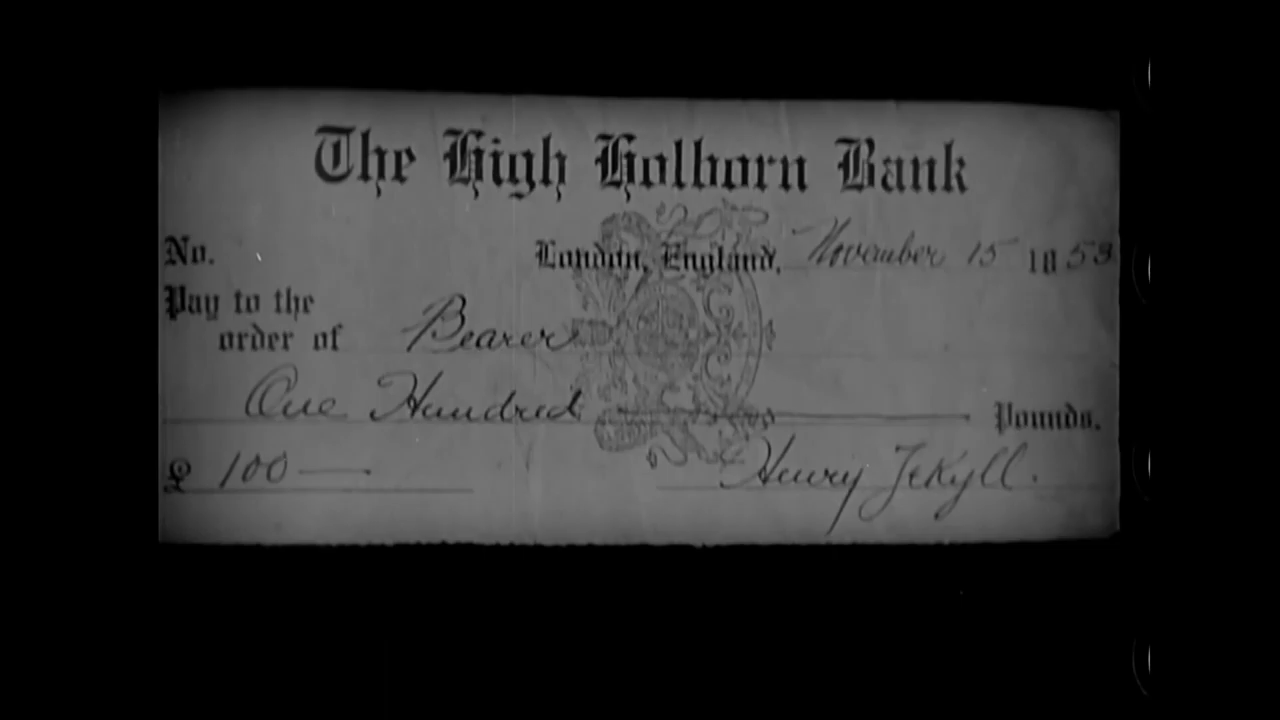 The High Holborn Bank
No.
London, England, November 15 1853
Pay to the
order of Bearer
One Hundred Pounds.
£ 100 Henry Jekyll.